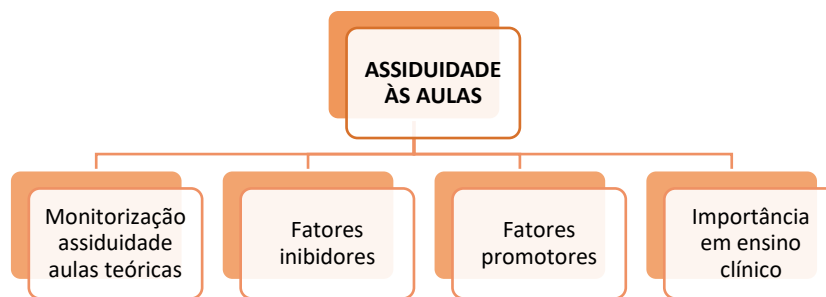 ASSIDUIDADE
ÀS AULAS
Monitorização
assiduidade
aulas teóricas
Fatores
inibidores
Fatores
promotores
Importância
em ensino
clínico